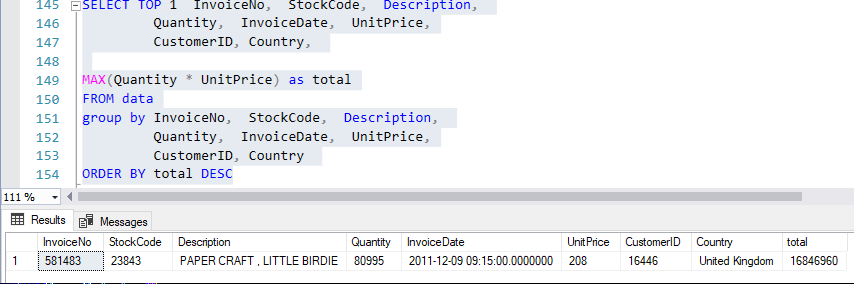 145 SELECT TOP 1 InvoiceNo, StockCode, Description,
146 Quantity, InvoiceDate, UnitPrice,
147 CustomerID, Country,
148
149 MAX(Quantity * UnitPrice) as total
150 FROM data
151 group by InvoiceNo, StockCode, Description,
152 Quantity, InvoiceDate, UnitPrice,
153 CustomerID, Country
154 ORDER BY total DESC
111 %
Results Messages
InvoiceNo StockCode Description Quantity InvoiceDate UnitPrice CustomerID Country total
1 581483 23843 PAPER CRAFT , LITTLE BIRDIE 80995 2011-12-09 09:15:00.0000000 208 16446 United Kingdom 16846960